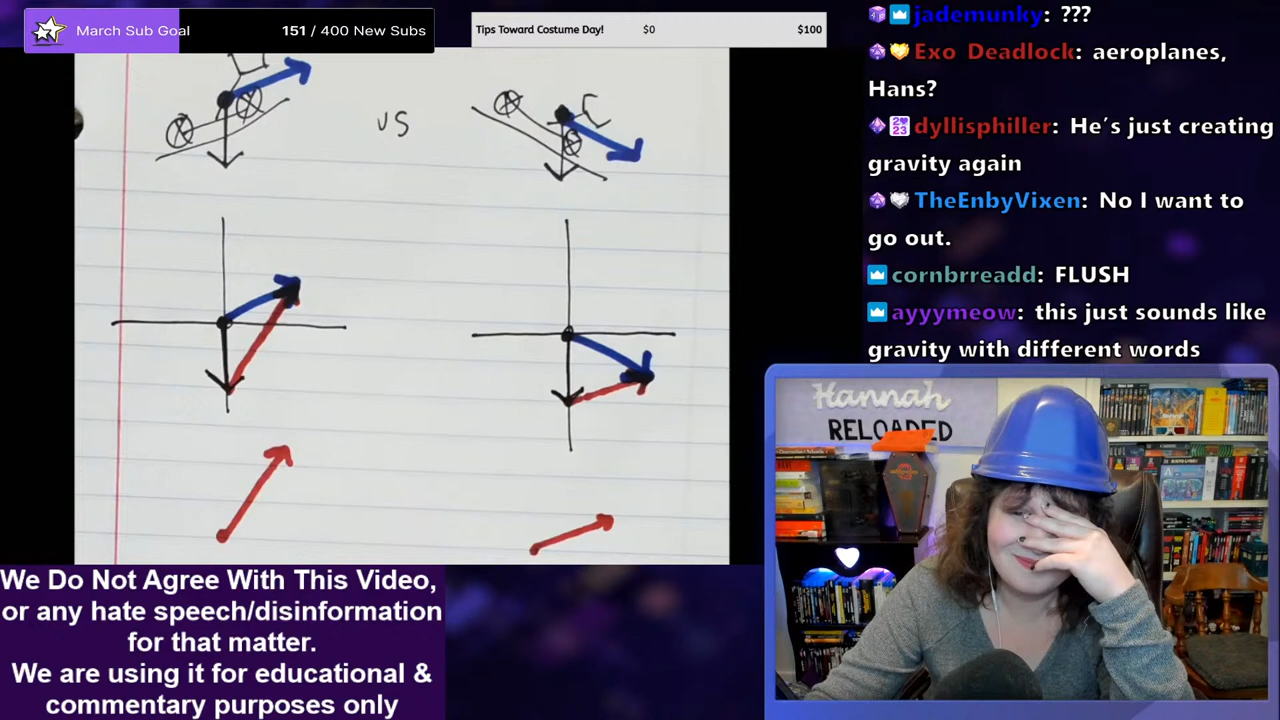 March Sub Goal
151 / 400 New Subs
Tips Toward Costume Day!
$0
$100
vs
jademunky: ???
Exo Deadlock: aeroplanes,
Hans?
dyllisphiller: He's just creating
gravity again
TheEnbyVixen: No I want to
go out.
cornbrreadd: FLUSH
ayyymeow: this just sounds like
gravity with different words
Hannah
RELOADED
We Do Not Agree With This Video,
or any hate speech/disinformation
for that matter.
We are using it for educational &
commentary purposes only